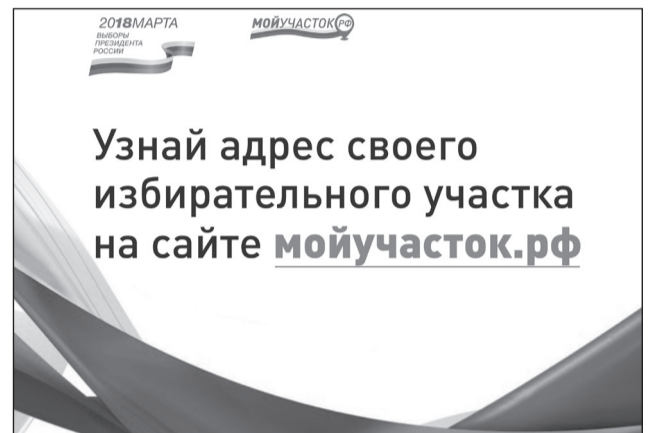 2018МАРТА
ВЫБОРЫ
ПРЕЗИДЕНТА
РОССИИ
МОЙУЧАСТОК РФ
Узнай адрес своего
избирательного участка
на сайте мойучасток.рф